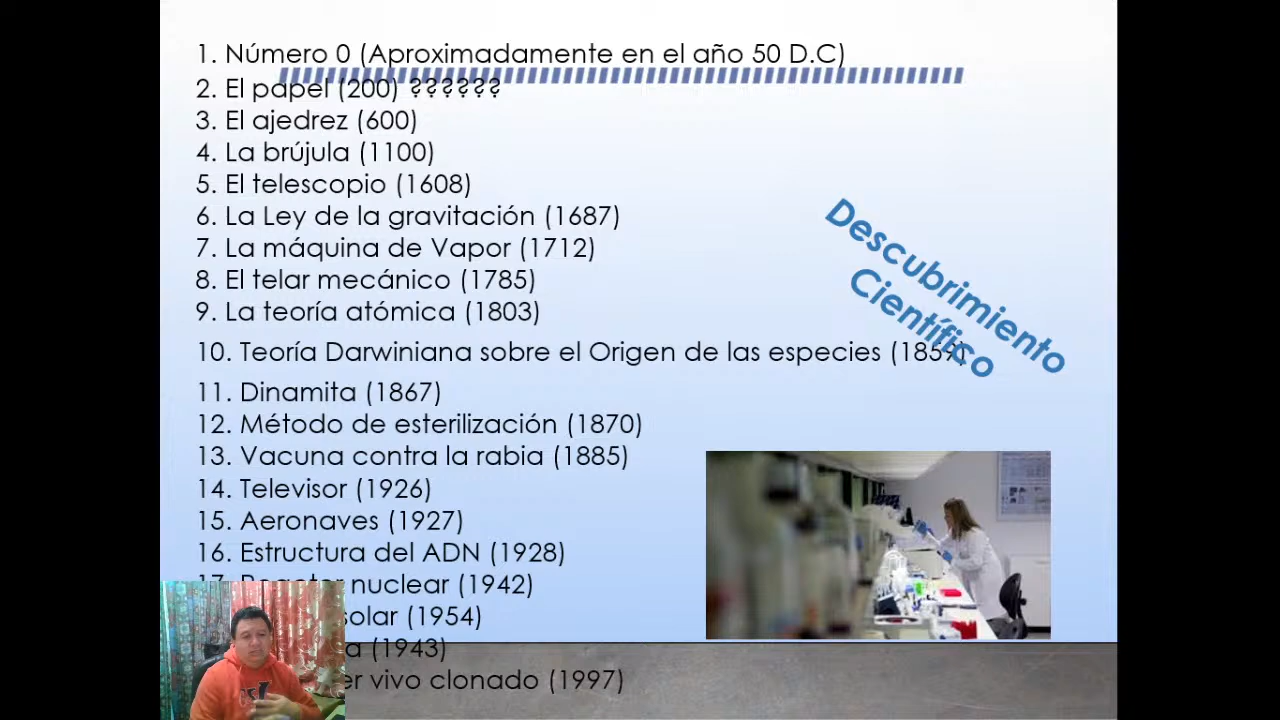 1. Número 0 (Aproximadamente en el año 50 D.C)
2. El papel (200) ??????
3. El ajedrez (600)
4. La brújula (1100)
5. El telescopio (1608)
6. La Ley de la gravitación (1687)
7. La máquina de Vapor (1712)
8. El telar mecánico (1785)
9. La teoría atómica (1803)
10. Teoría Darwiniana sobre el Origen de las especies (1859)
11. Dinamita (1867)
12. Método de esterilización (1870)
13. Vacuna contra la rabia (1885)
14. Televisor (1926)
15. Aeronaves (1927)
16. Estructura del ADN (1928)
17. Reactor nuclear (1942)
solar (1954)
(1943)
vivo clonado (1997)
Descubrimiento
Científico